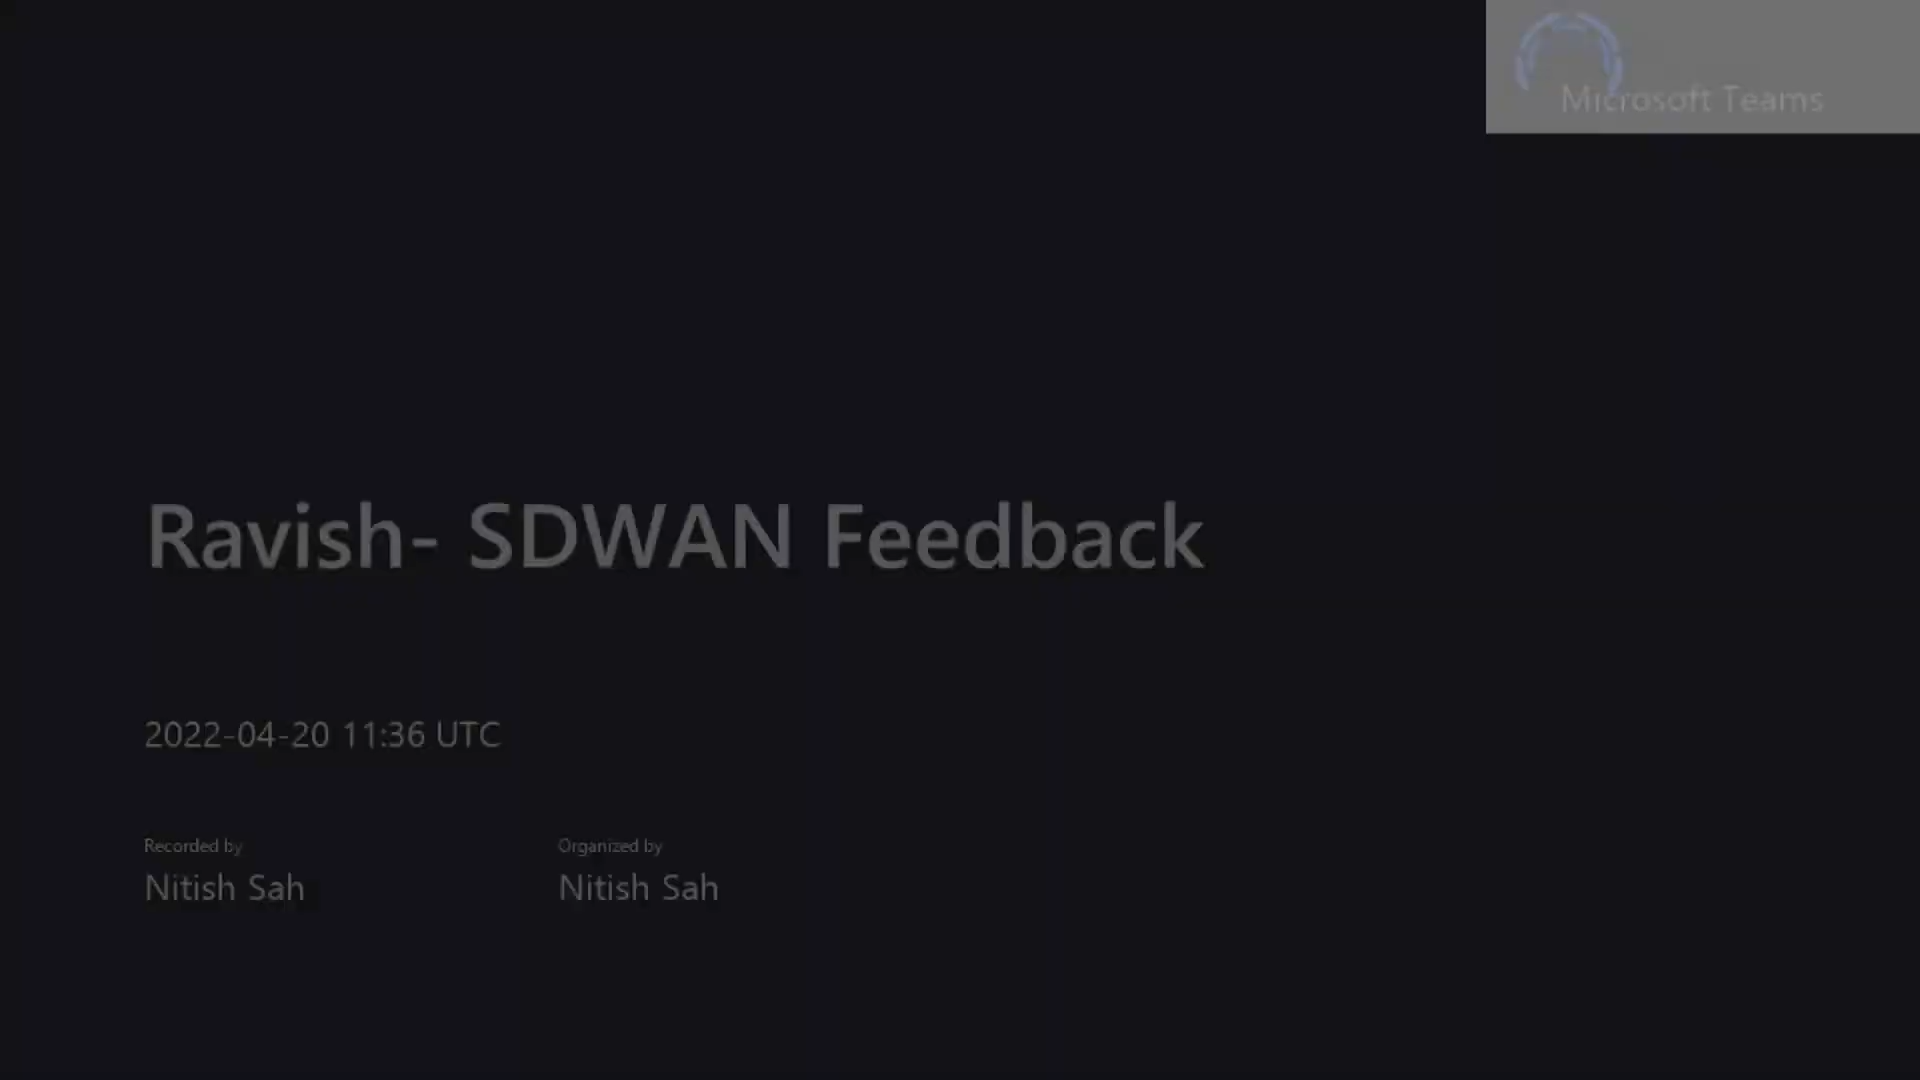 Microsoft Teams
Ravish- SDWAN Feedback
2022-04-20 11:36 UTC
Recorded by
Nitish Sah
Organized by
Nitish Sah